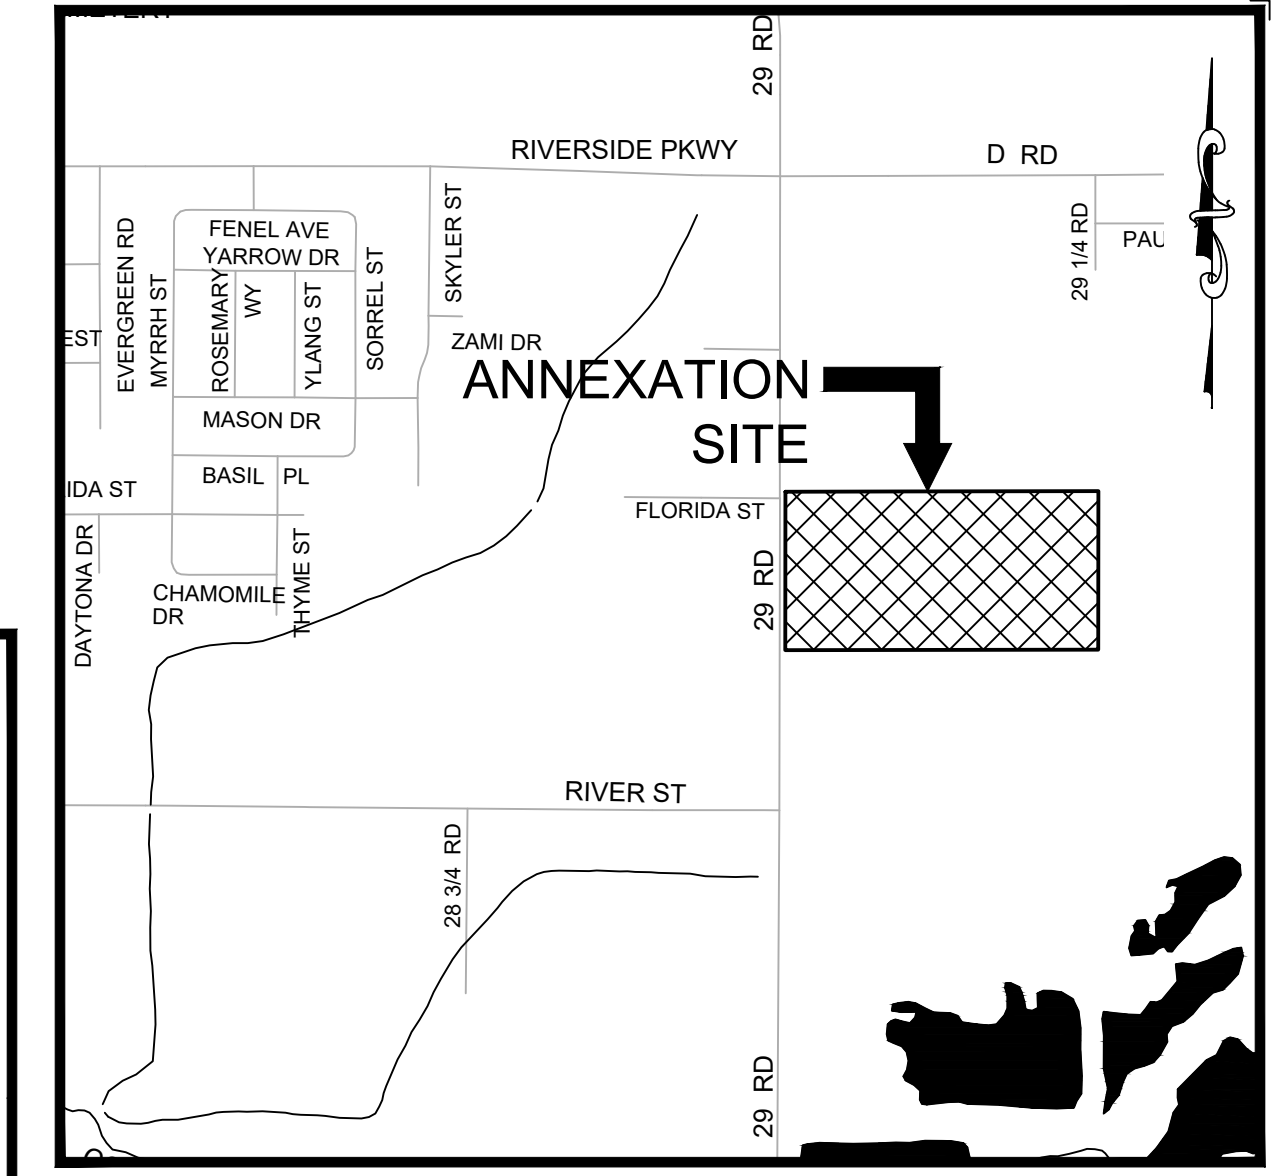 29 RD
RIVERSIDE PKWY
D RD
EVERGREEN RD
MYRRH ST
FENEL AVE
YARROW DR
ROSEMARY
WY
YLANG ST
SORREL ST
SKYLER ST
29 1/4 RD
PAU
EST
ZAMI DR
ANNEXATION
SITE
MASON DR
BASIL PL
IDA ST
FLORIDA ST
DAYTONA DR
CHAMOMILE
DR
THYME ST
29 RD
RIVER ST
28 3/4 RD
29 RD